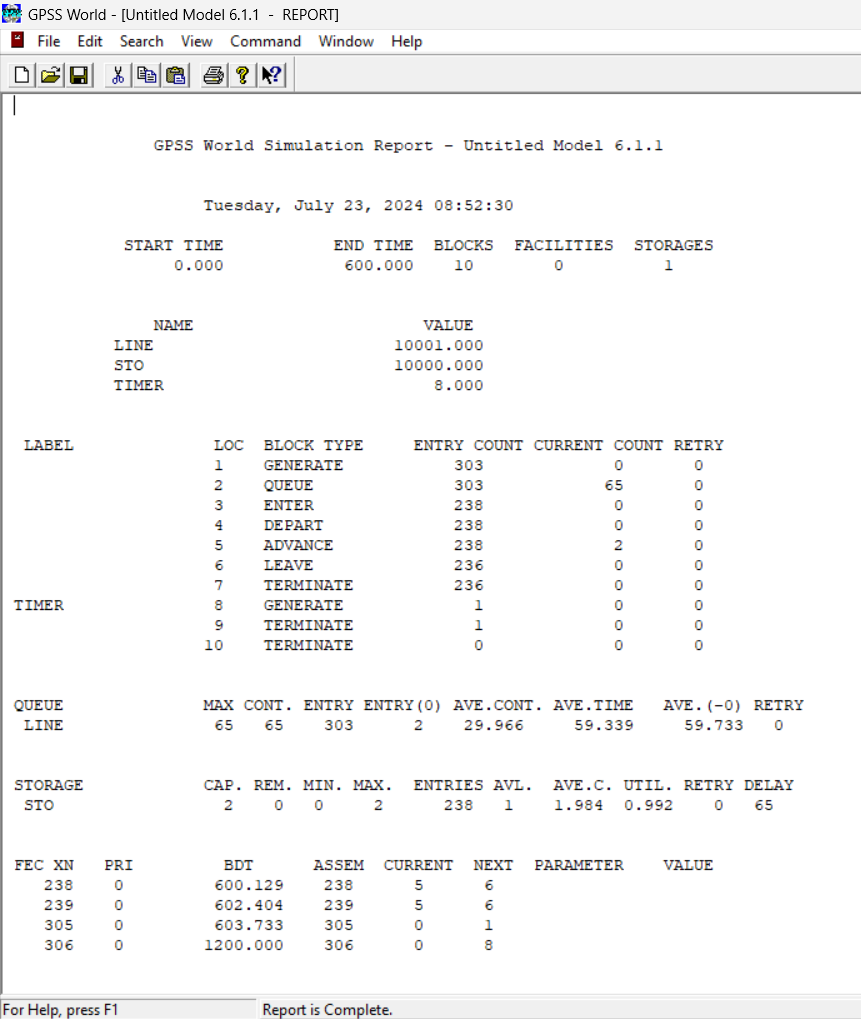 GPSS World - [Untitled Model 6.1.1 - REPORT]
File Edit Search View Command Window Help
GPSS World Simulation Report - Untitled Model 6.1.1
Tuesday, July 23, 2024 08:52:30
START TIME END TIME BLOCKS FACILITIES STORAGES
0.000 600.000 10 0 1
NAME VALUE
LINE 10001.000
STO 10000.000
TIMER 8.000
LABEL LOC BLOCK TYPE ENTRY COUNT CURRENT COUNT RETRY
1 GENERATE 303 0 0
2 QUEUE 303 65 0
3 ENTER 238 0 0
4 DEPART 238 0 0
5 ADVANCE 238 2 0
6 LEAVE 236 0 0
7 TERMINATE 236 0 0
TIMER 8 GENERATE 1 0 0
9 TERMINATE 1 0 0
10 TERMINATE 0 0 0
QUEUE MAX CONT. ENTRY ENTRY(0) AVE.CONT. AVE.TIME AVE.(-0) RETRY
LINE 65 65 303 2 29.966 59.339 59.733 0
STORAGE CAP. REM. MIN. MAX. ENTRIES AVL. AVE.C. UTIL. RETRY DELAY
STO 2 0 0 2 238 1 1.984 0.992 0 65
FEC XN PRI BDT ASSEM CURRENT NEXT PARAMETER VALUE
238 0 600.129 238 5 6
239 0 602.404 239 5 6
305 0 603.733 305 0 1
306 0 1200.000 306 0 8
For Help, press F1 Report is Complete.